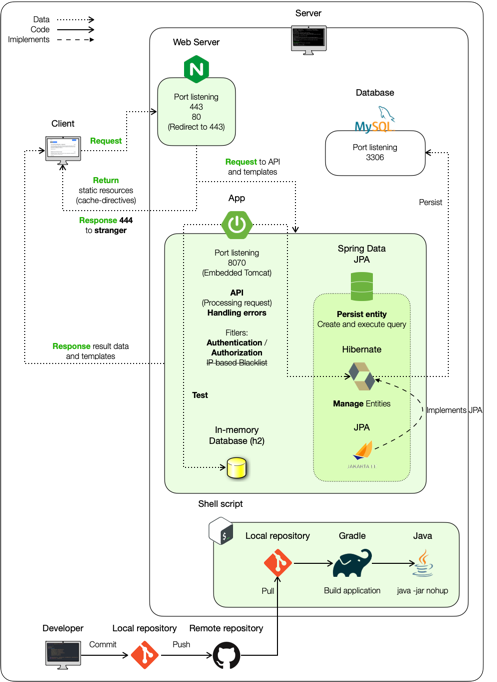 Data
Code
Imiplements
Server
Web Server
Port listening
443
80
(Redirect to 443)
Database
MySQL
Port listening
3306
Client
Request
Return
static resources
(cache-directives)
Request to API
and templates
Persist
Response 444
to stranger
App
Port listening
8070
(Embedded Tomcat)
API
(Processing request)
Handling errors
Fitlers:
Authentication /
Authorization
IP based Blacklist
Spring Data
JPA
Persist entity
Create and execute query
Hibernate
Manage Entities
Implements JPA
JPA
JAKARTA EE
Response result data
and templates
Test
In-memory
Database (h2)
Shell script
Local repository
Gradle
Java
Pull
Build application
java -jar nohup
Developer
Local repository
Remote repository
Commit
Push